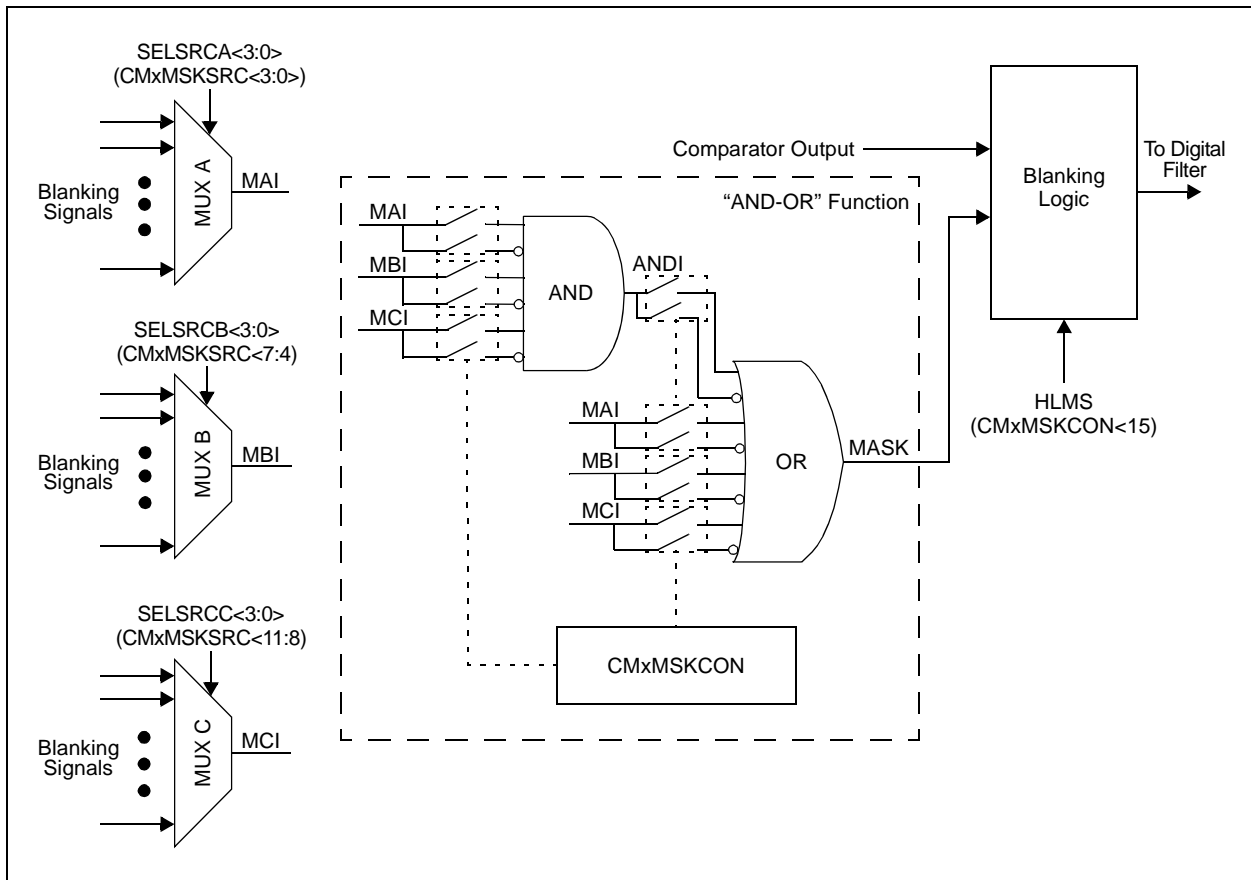 SELSRCA<3:0>
(CMxMSKSRC<3:0>)
MUX A
MAI
Blanking
Signals
SELSRCB<3:0>
(CMxMSKSRC<7:4)
MUX B
MBI
Blanking
Signals
SELSRCC<3:0>
(CMxMSKSRC<11:8)
MUX C
MCI
Blanking
Signals
Comparator Output
"AND-OR" Function
MAI
MBI
MCI
AND
ANDI
MAI
MBI
MCI
OR
MASK
CMxMSKCON
Blanking
Logic
To Digital
Filter
HLMS
(CMxMSKCON<15)